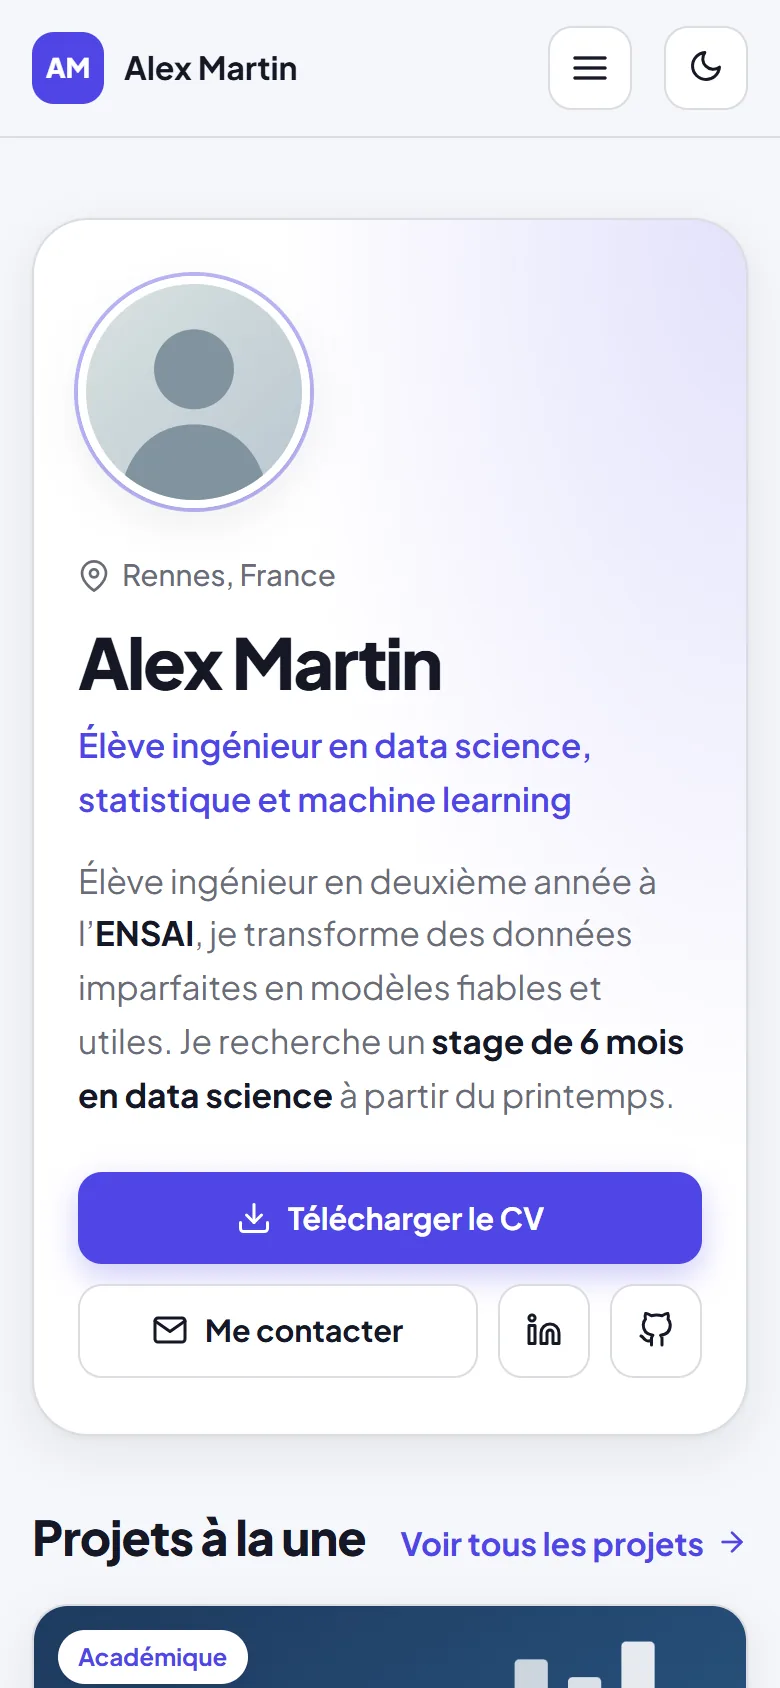 AM Alex Martin
Rennes, France
Alex Martin
Élève ingénieur en data science,
statistique et machine learning
Élève ingénieur en deuxième année à
l’ENSAI, je transforme des données
imparfaites en modèles fiables et
utiles. Je recherche un stage de 6 mois
en data science à partir du printemps.
Télécharger le CV
Me contacter in
Projets à la une Voir tous les projets →
Académique